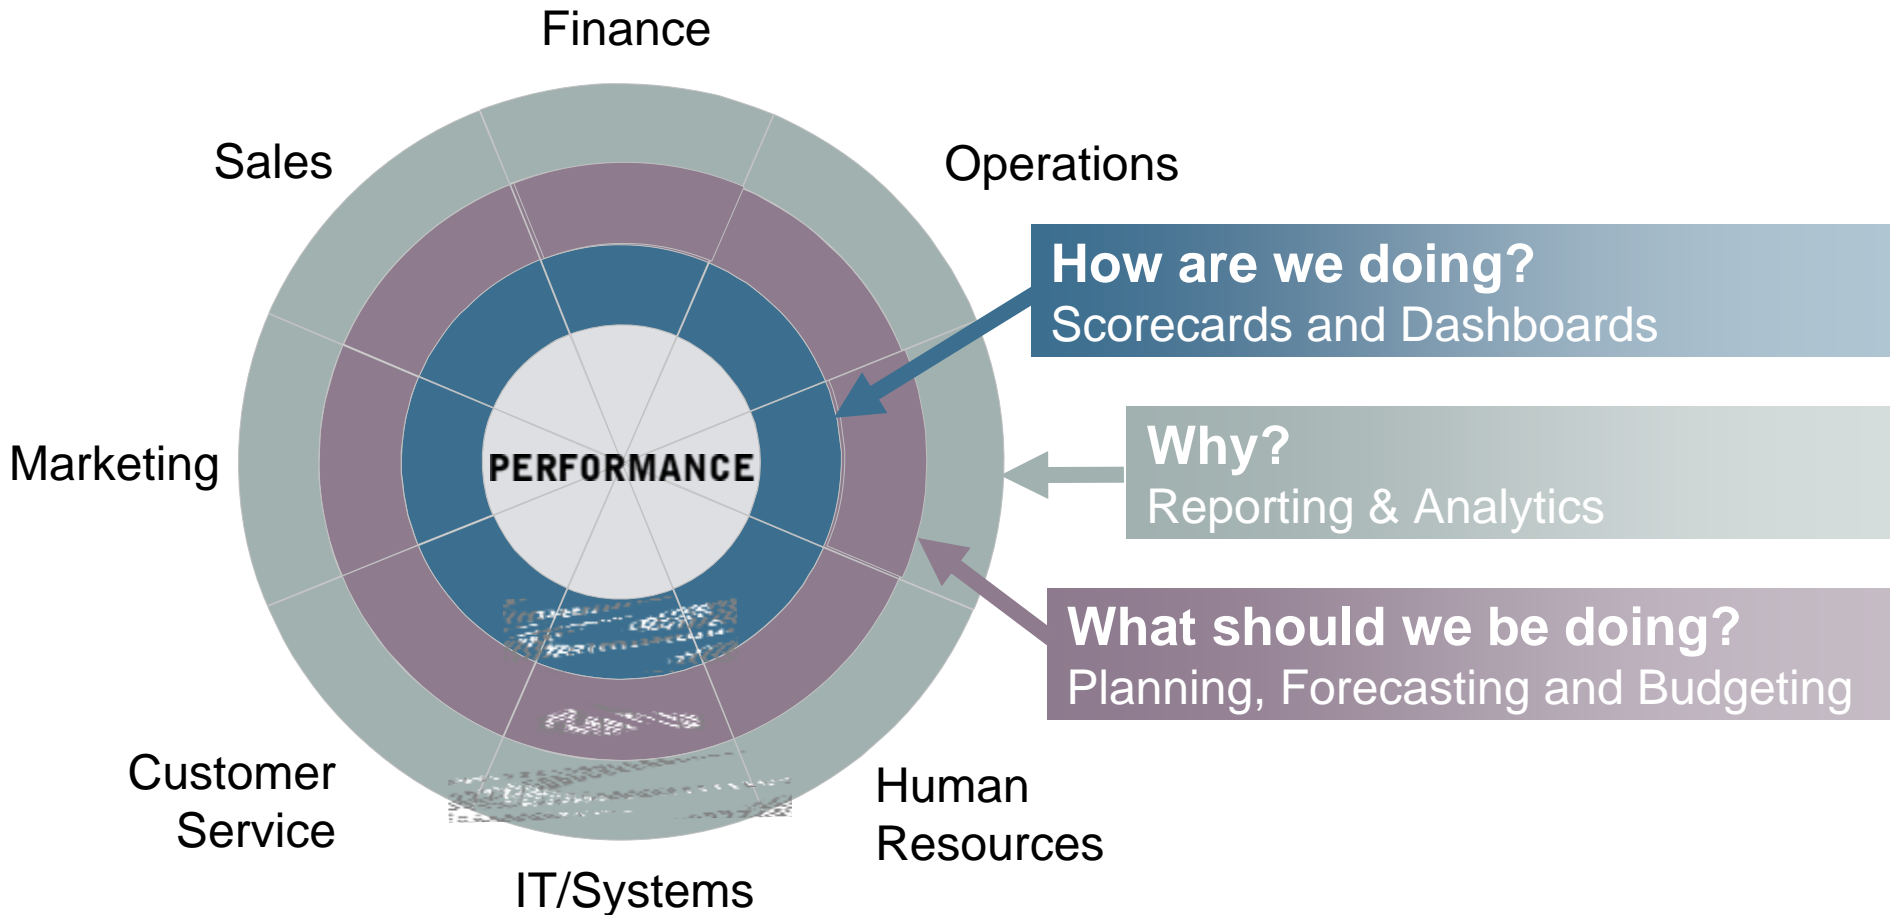 Finance
Sales
Operations
How are we doing?
Scorecards and Dashboards
Marketing
PERFORMANCE
Why?
Reporting & Analytics
What should we be doing?
Planning, Forecasting and Budgeting
Customer
Service
Human
Resources
IT/Systems